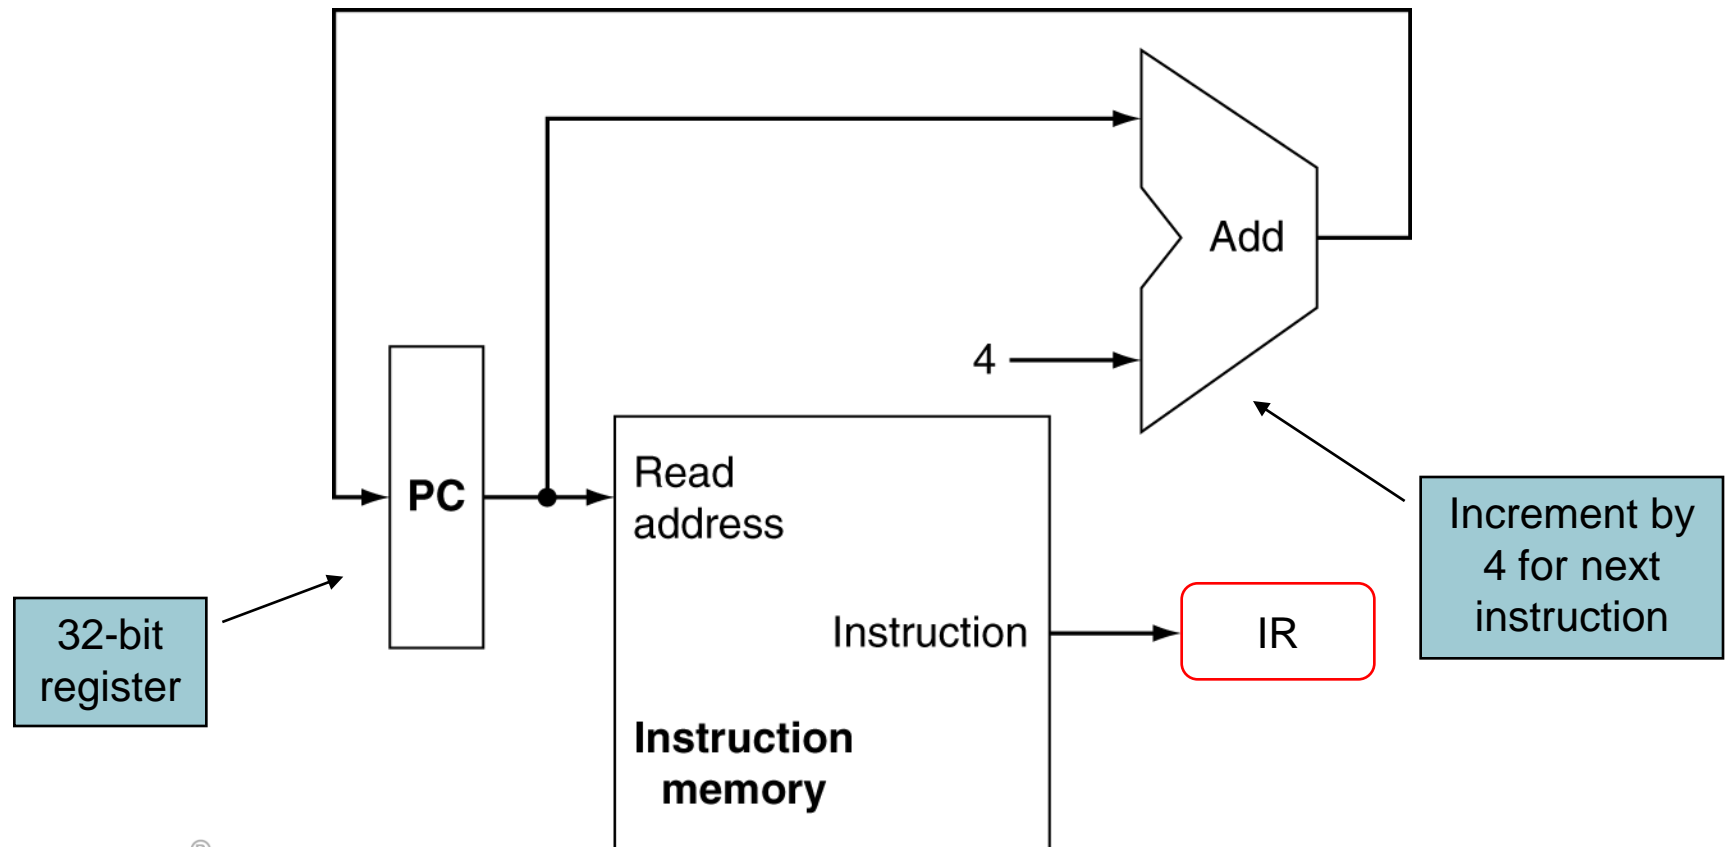 Add
4
PC
Read
address
Increment by
4 for next
instruction
32-bit
register
Instruction
IR
Instruction
memory
®